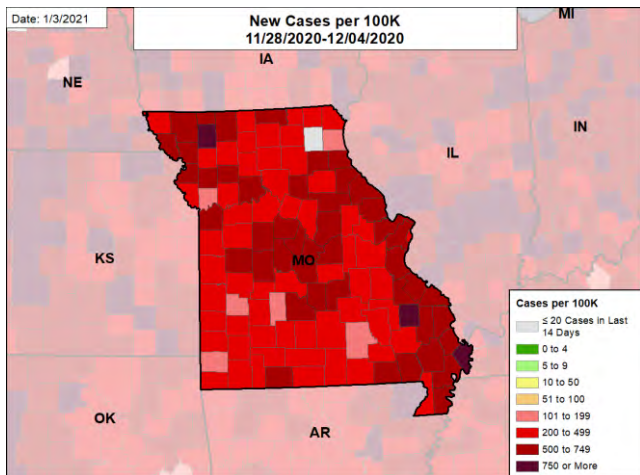 Date: 1/3/2021
New Cases per 100K
11/28/2020-12/04/2020
MI
NE
IA
IL
IN
KS
MO
OK
AR
Cases per 100K
≤ 20 Cases in Last
14 Days
0 to 4
5 to 9
10 to 50
51 to 100
101 to 199
200 to 499
500 to 749
750 or More